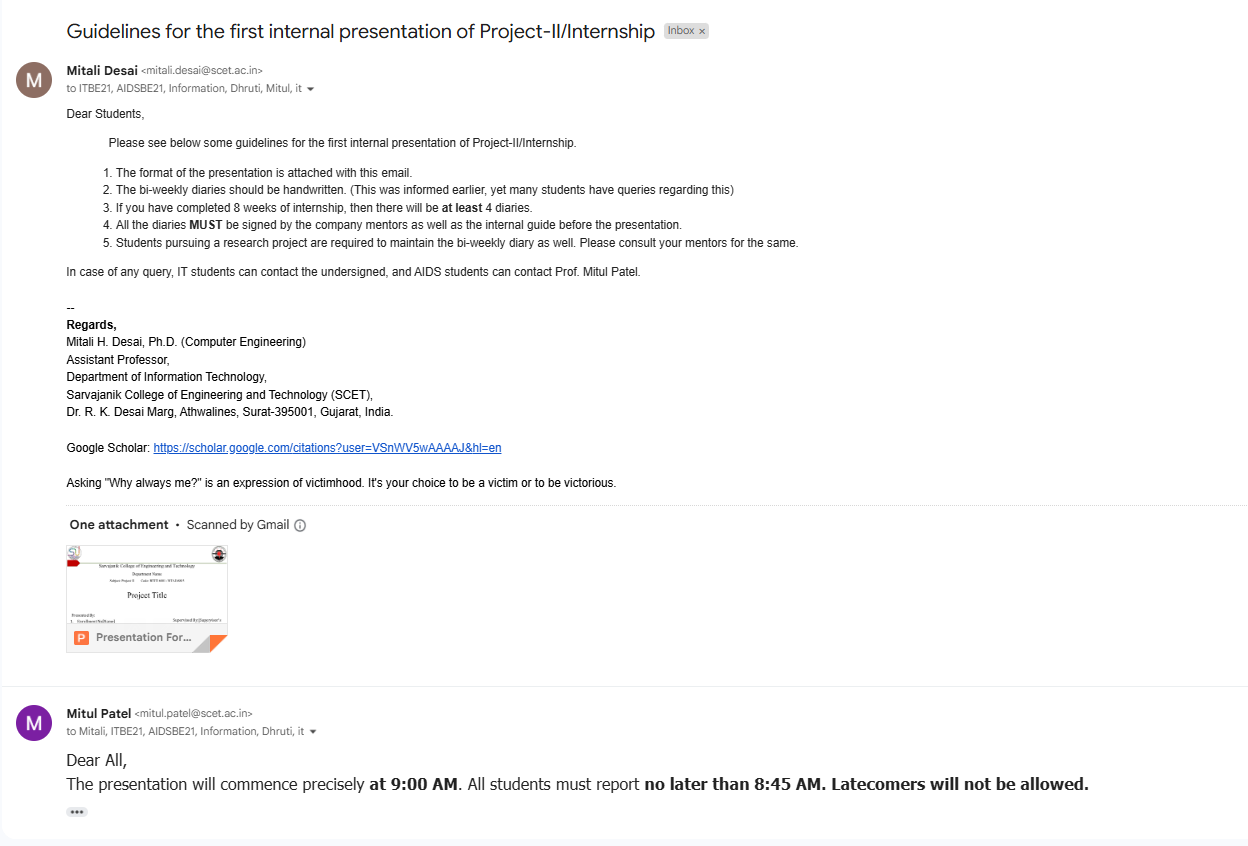 Guidelines for the first internal presentation of Project-II/Internship Inbox x
M
Mitali Desai <mitali.desai@scet.ac.in>
to ITBE21, AIDSBE21, Information, Dhruti, Mitul, it
Dear Students,
Please see below some guidelines for the first internal presentation of Project-II/Internship.
1. The format of the presentation is attached with this email.
2. The bi-weekly diaries should be handwritten. (This was informed earlier, yet many students have queries regarding this)
3. If you have completed 8 weeks of internship, then there will be at least 4 diaries.
4. All the diaries MUST be signed by the company mentors as well as the internal guide before the presentation.
5. Students pursuing a research project are required to maintain the bi-weekly diary as well. Please consult your mentors for the same.
In case of any query, IT students can contact the undersigned, and AIDS students can contact Prof. Mitul Patel.
--
Regards,
Mitali H. Desai, Ph.D. (Computer Engineering)
Assistant Professor,
Department of Information Technology,
Sarvajanik College of Engineering and Technology (SCET),
Dr. R. K. Desai Marg, Athwalines, Surat-395001, Gujarat, India.
Google Scholar: https://scholar.google.com/citations?user=VSnWV5wAAAAJ&hl=en
Asking "Why always me?" is an expression of victimhood. It's your choice to be a victim or to be victorious.
One attachment • Scanned by Gmail
Sarvajanik College of Engineering and Technology
Department Name
Project Title
Presented By:
P Presentation For...
M
Mitul Patel <mitul.patel@scet.ac.in>
to Mitali, ITBE21, AIDSBE21, Information, Dhruti, it
Dear All,
The presentation will commence precisely at 9:00 AM. All students must report no later than 8:45 AM. Latecomers will not be allowed.